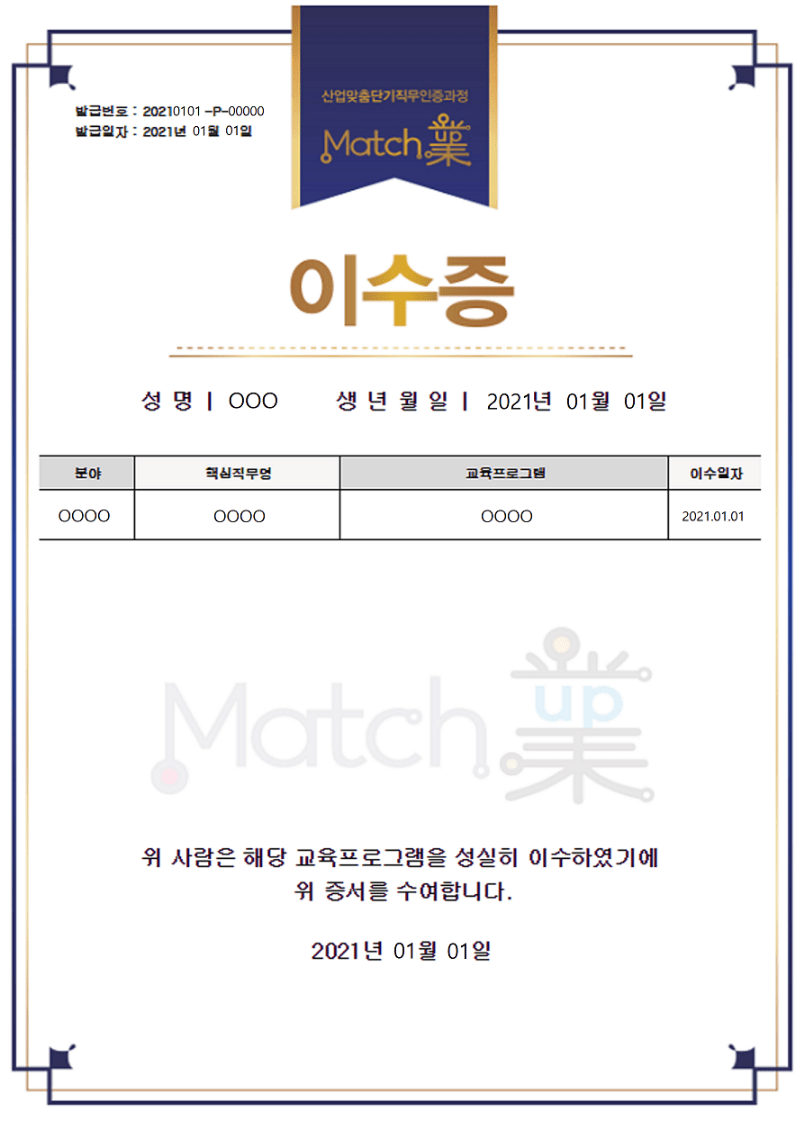 산업맞춤단기직무인증과정
Match業
up
발급번호 : 20210101 -P-00000
발급일자 : 2021년 01월 01일
이수증
성 명 | OOO 생 년 월 일 | 2021년 01월 01일
분야 핵심직무명 교육프로그램 이수일자
OOOO OOOO OOOO 2021.01.01
Match業
up
위 사람은 해당 교육프로그램을 성실히 이수하였기에
위 증서를 수여합니다.
2021년 01월 01일